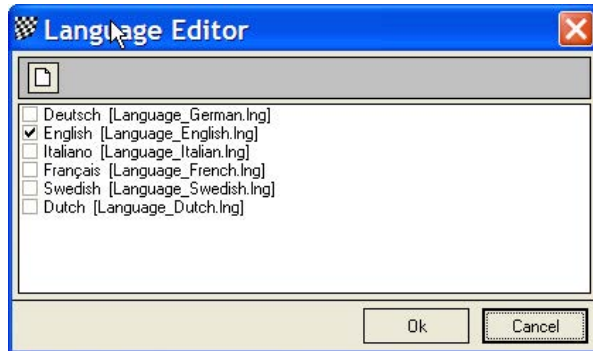 Language Editor
Deutsch [Language_German.lng]
English [Language_English.lng]
Italiano [Language_Italian.lng]
Français [Language_French.lng]
Swedish [Language_Swedish.lng]
Dutch [Language_Dutch.lng]
Ok Cancel